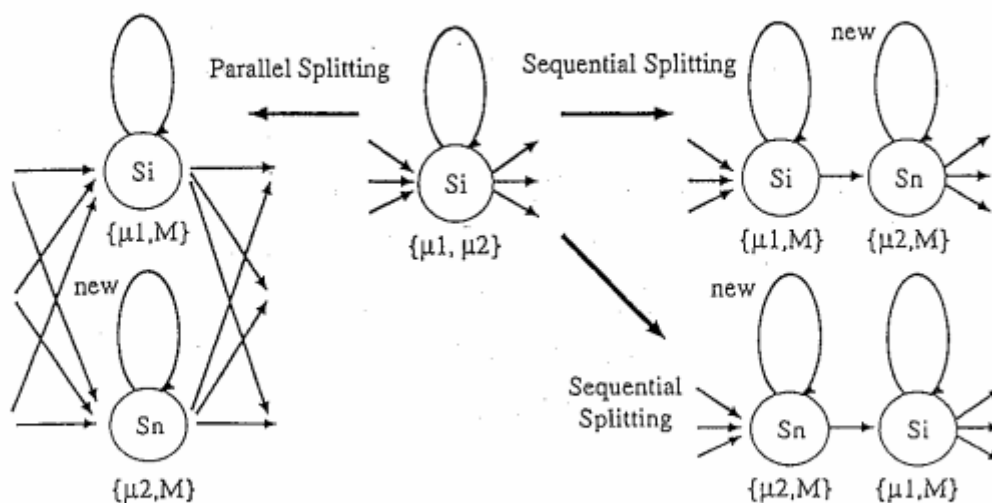 Parallel Splitting
Si
{μ1,M}
new
Sn
{μ2,M}
Si
{μ1, μ2}
Sequential Splitting
Si
{μ1,M}
new
Sn
{μ2,M}
Sequential
Splitting
new
Sn
{μ2,M}
Si
{μ1,M}